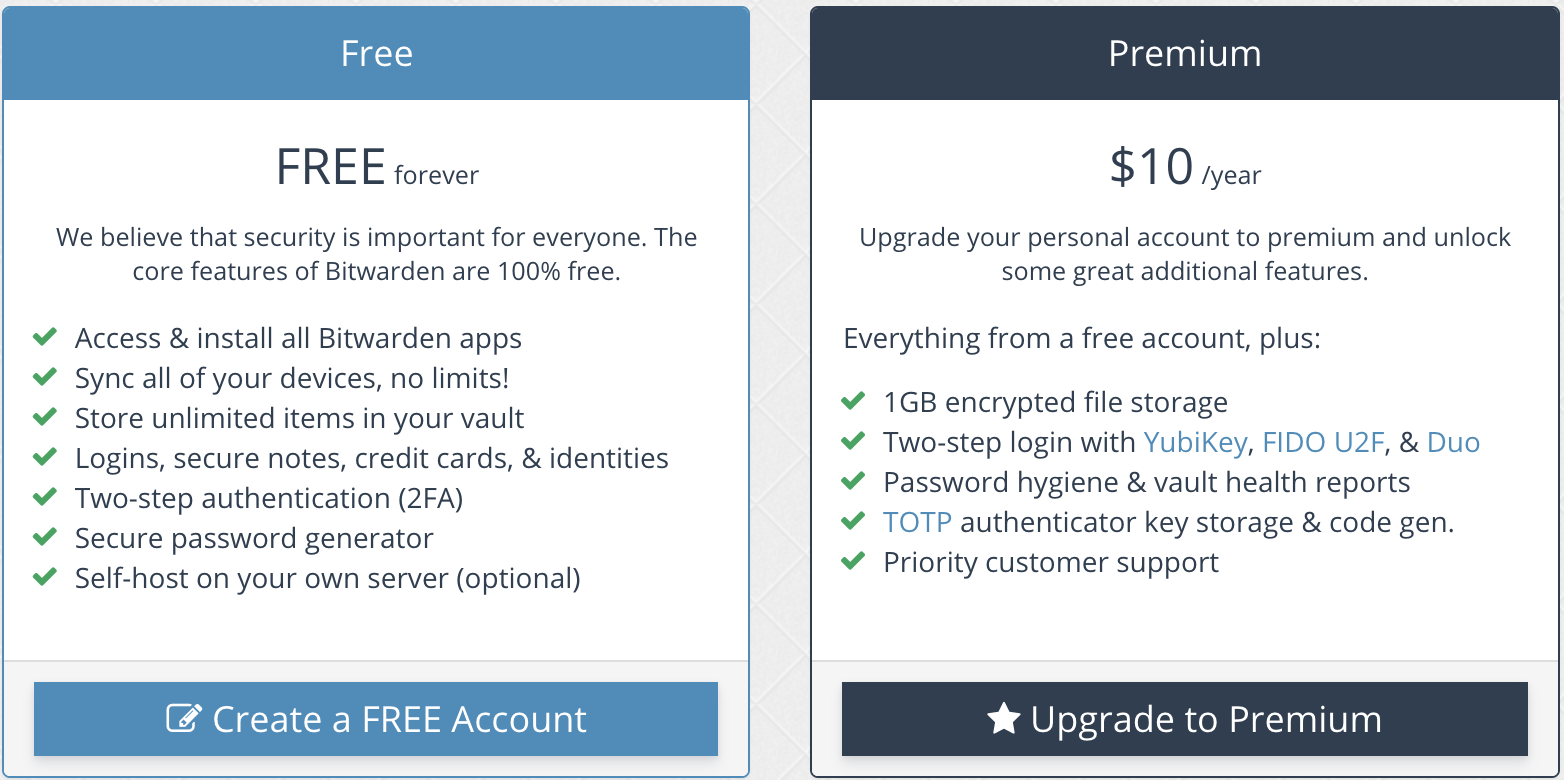 Free
FREE forever
We believe that security is important for everyone. The
core features of Bitwarden are 100% free.
Access & install all Bitwarden apps
Sync all of your devices, no limits!
Store unlimited items in your vault
Logins, secure notes, credit cards, & identities
Two-step authentication (2FA)
Secure password generator
Self-host on your own server (optional)
Create a FREE Account
Premium
$10 /year
Upgrade your personal account to premium and unlock
some great additional features.
Everything from a free account, plus:
1GB encrypted file storage
Two-step login with YubiKey, FIDO U2F, & Duo
Password hygiene & vault health reports
TOTP authenticator key storage & code gen.
Priority customer support
Upgrade to Premium